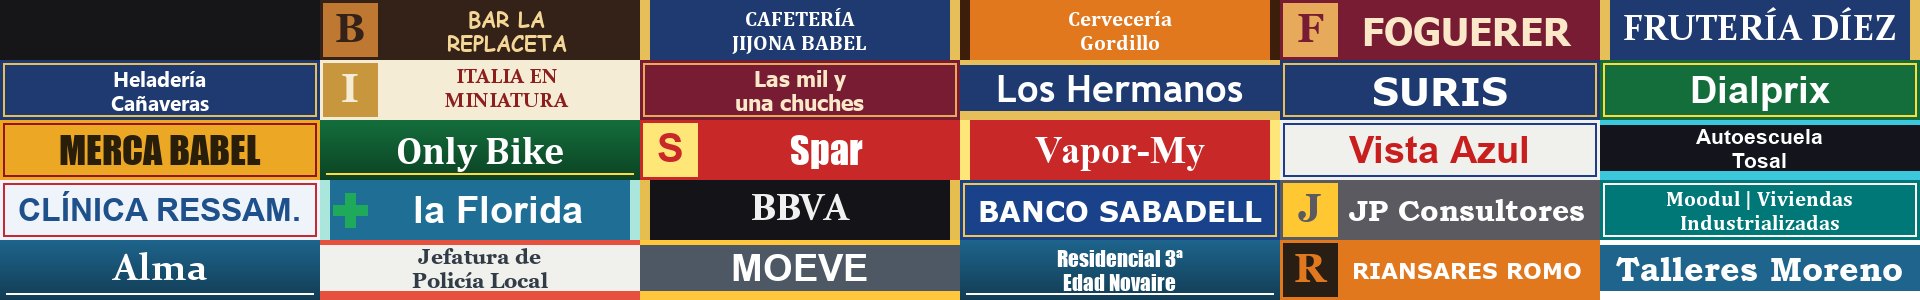 B
BAR LA
REPLACETA
CAFETERÍA
JIJONA BABEL
Cervecería
Gordillo
F
FOGUERER
FRUTERÍA DÍEZ
Heladería
Cañaveras
I
ITALIA EN
MINIATURA
Las mil y
una chuches
Los Hermanos
SURIS
Dialprix
MERCA BABEL
Only Bike
S
Spar
Vapor-My
Vista Azul
Autoescuela
Tosal
CLÍNICA RESSAM.
la Florida
BBVA
BANCO SABADELL
J
JP Consultores
Moodul | Viviendas
Industrializadas
Alma
Jefatura de
Policía Local
MOEVE
Residencial 3ª
Edad Novaire
R
RIANSARES ROMO
Talleres Moreno